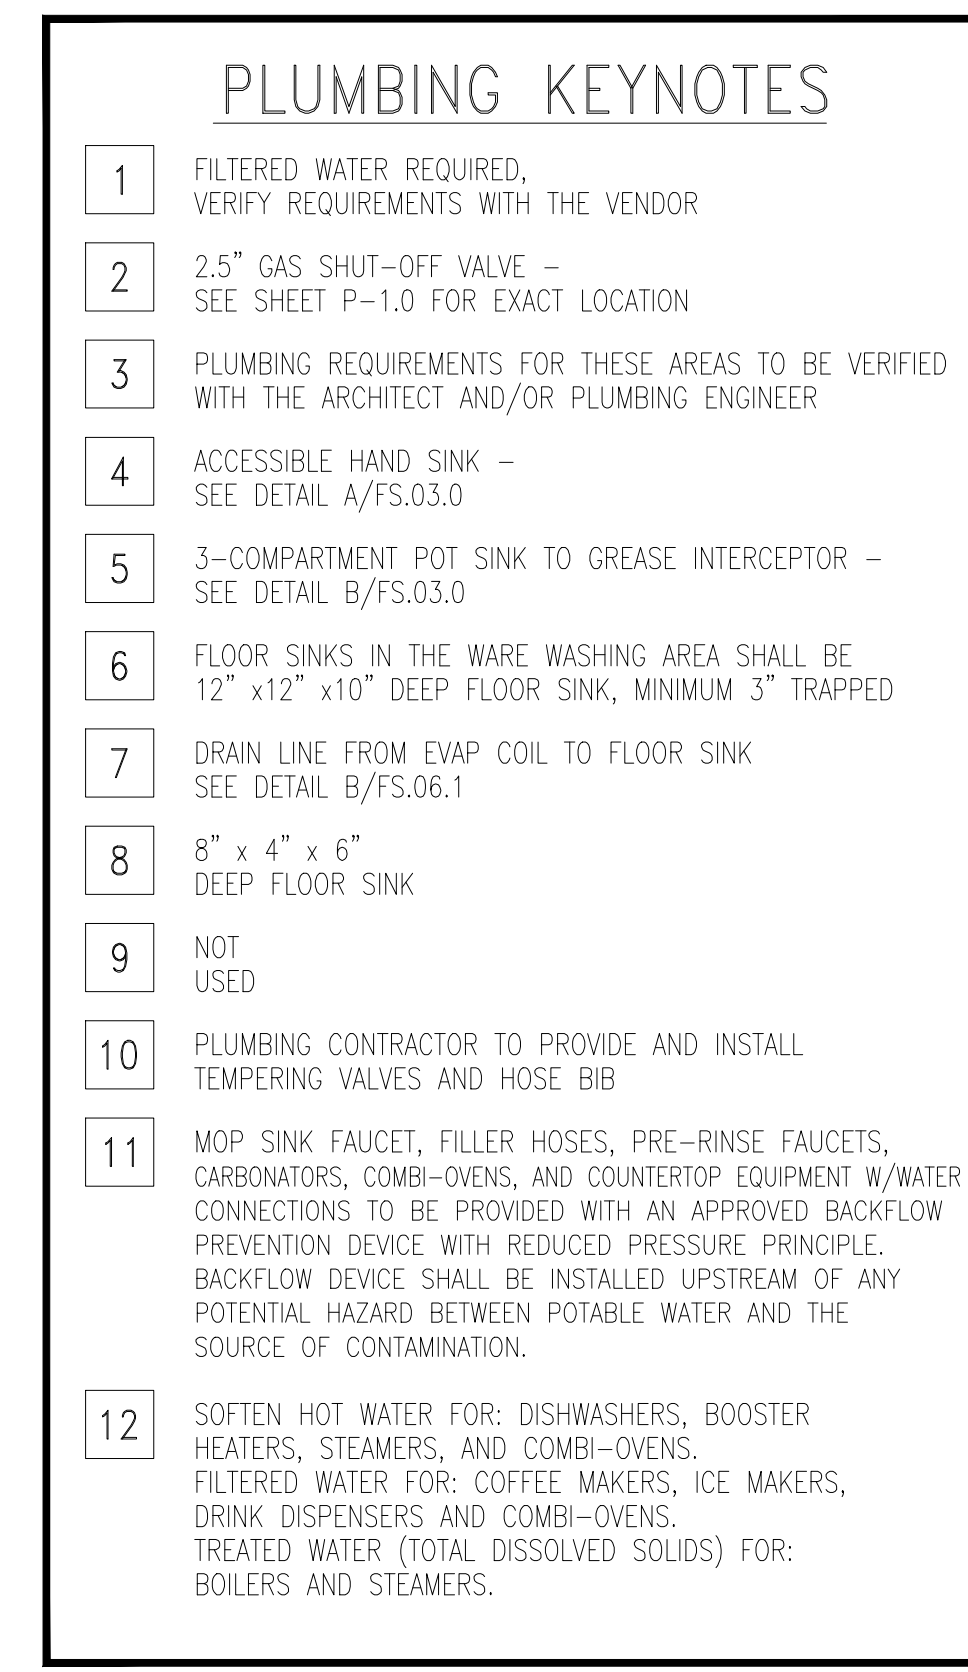 PLUMBING KEYNOTES
1 FILTERED WATER REQUIRED,
VERIFY REQUIREMENTS WITH THE VENDOR
2 2.5” GAS SHUT-OFF VALVE –
SEE SHEET P-1.0 FOR EXACT LOCATION
3 PLUMBING REQUIREMENTS FOR THESE AREAS TO BE VERIFIED
WITH THE ARCHITECT AND/OR PLUMBING ENGINEER
4 ACCESSIBLE HAND SINK –
SEE DETAIL A/FS.03.0
5 3-COMPARTMENT POT SINK TO GREASE INTERCEPTOR –
SEE DETAIL B/FS.03.0
6 FLOOR SINKS IN THE WARE WASHING AREA SHALL BE
12” x12” x10” DEEP FLOOR SINK, MINIMUM 3” TRAPPED
7 DRAIN LINE FROM EVAP COIL TO FLOOR SINK
SEE DETAIL B/FS.06.1
8 8” x 4” x 6”
DEEP FLOOR SINK
9 NOT
USED
10 PLUMBING CONTRACTOR TO PROVIDE AND INSTALL
TEMPERING VALVES AND HOSE BIB
11 MOP SINK FAUCET, FILLER HOSES, PRE-RINSE FAUCETS,
CARBONATORS, COMBI-OVENS, AND COUNTERTOP EQUIPMENT W/WATER
CONNECTIONS TO BE PROVIDED WITH AN APPROVED BACKFLOW
PREVENTION DEVICE WITH REDUCED PRESSURE PRINCIPLE.
BACKFLOW DEVICE SHALL BE INSTALLED UPSTREAM OF ANY
POTENTIAL HAZARD BETWEEN POTABLE WATER AND THE
SOURCE OF CONTAMINATION.
12 SOFTEN HOT WATER FOR: DISHWASHERS, BOOSTER
HEATERS, STEAMERS, AND COMBI-OVENS.
FILTERED WATER FOR: COFFEE MAKERS, ICE MAKERS,
DRINK DISPENSERS AND COMBI-OVENS.
TREATED WATER (TOTAL DISSOLVED SOLIDS) FOR:
BOILERS AND STEAMERS.